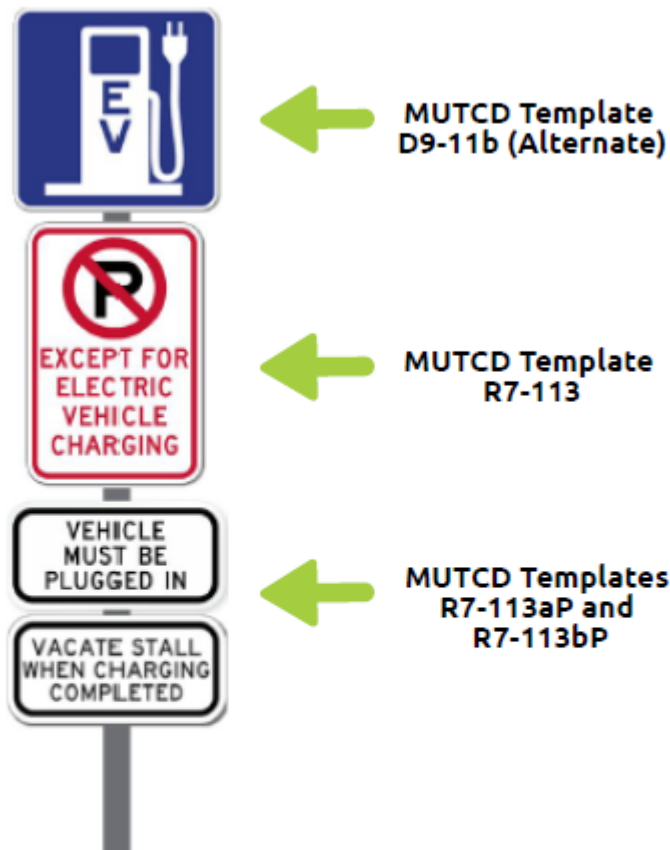 E
V
MUTCD Template
D9-11b (Alternate)
P
EXCEPT FOR
ELECTRIC
VEHICLE
CHARGING
MUTCD Template
R7-113
VEHICLE
MUST BE
PLUGGED IN
VACATE STALL
WHEN CHARGING
COMPLETED
MUTCD Templates
R7-113aP and
R7-113bP